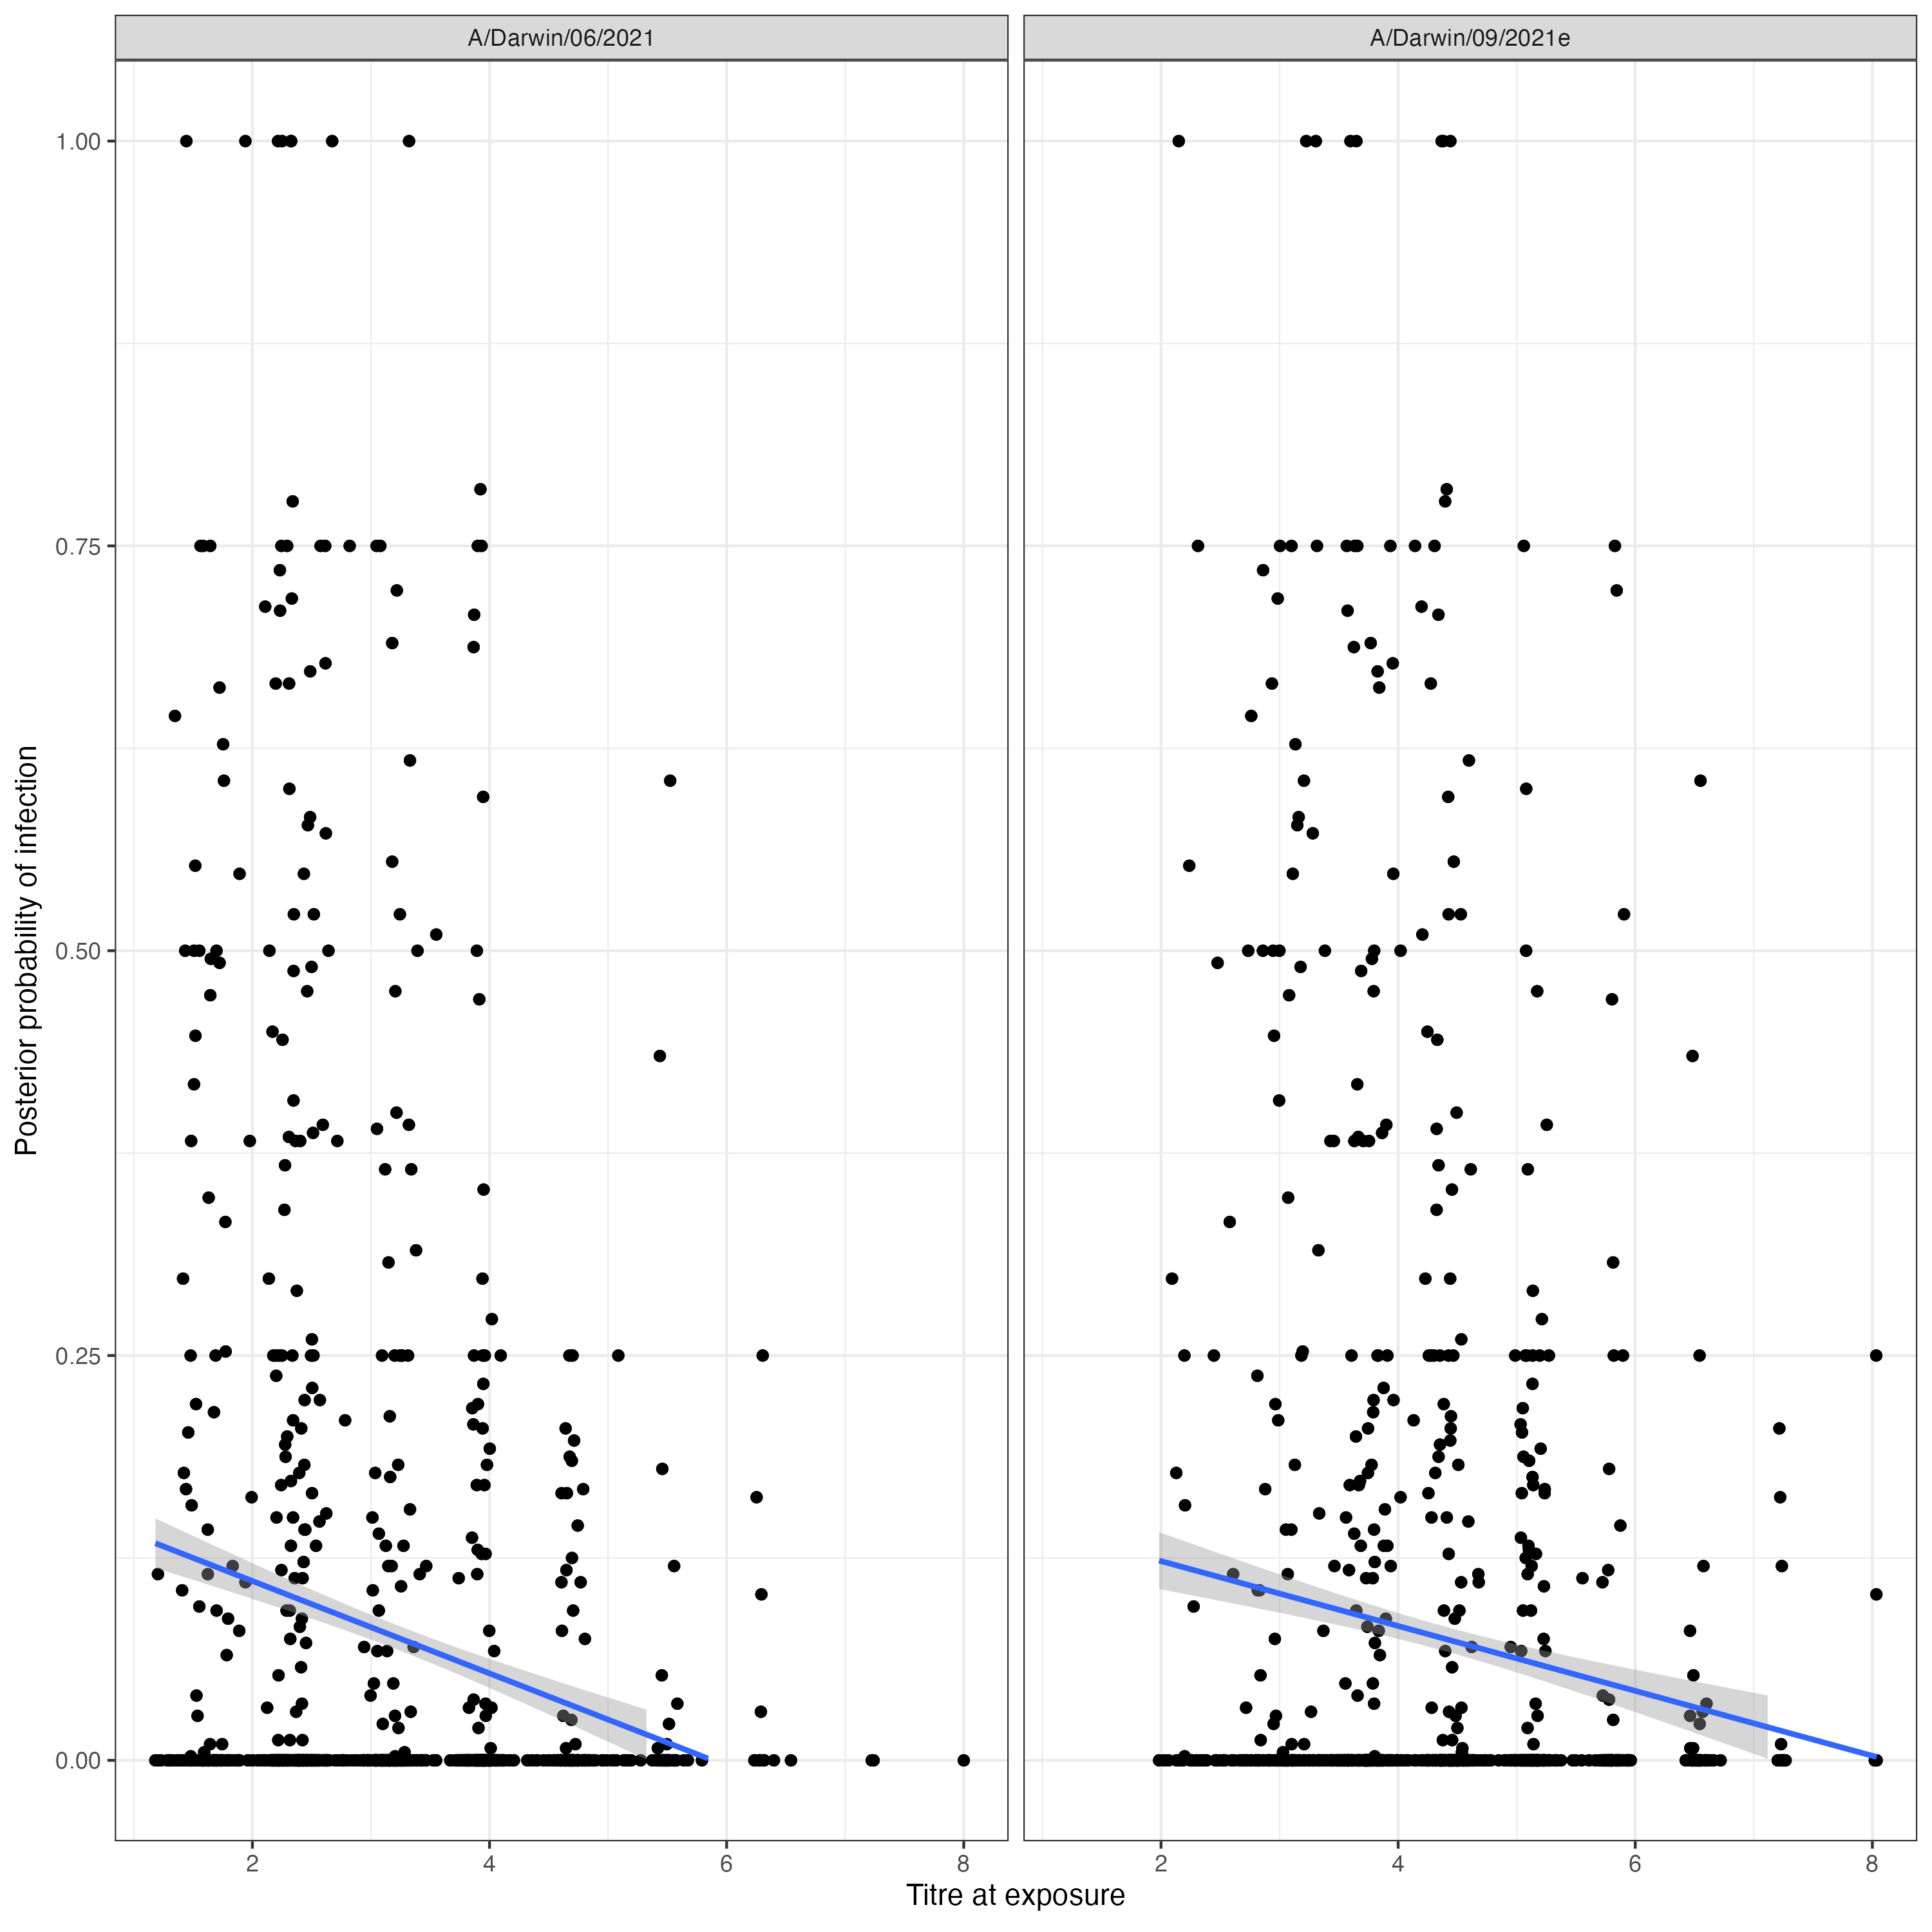 A/Darwin/06/2021 A/Darwin/09/2021e
1.00
0.75
0.50
0.25
0.00
Posterior probability of infection
2 4 6 8 2 4 6 8
Titre at exposure